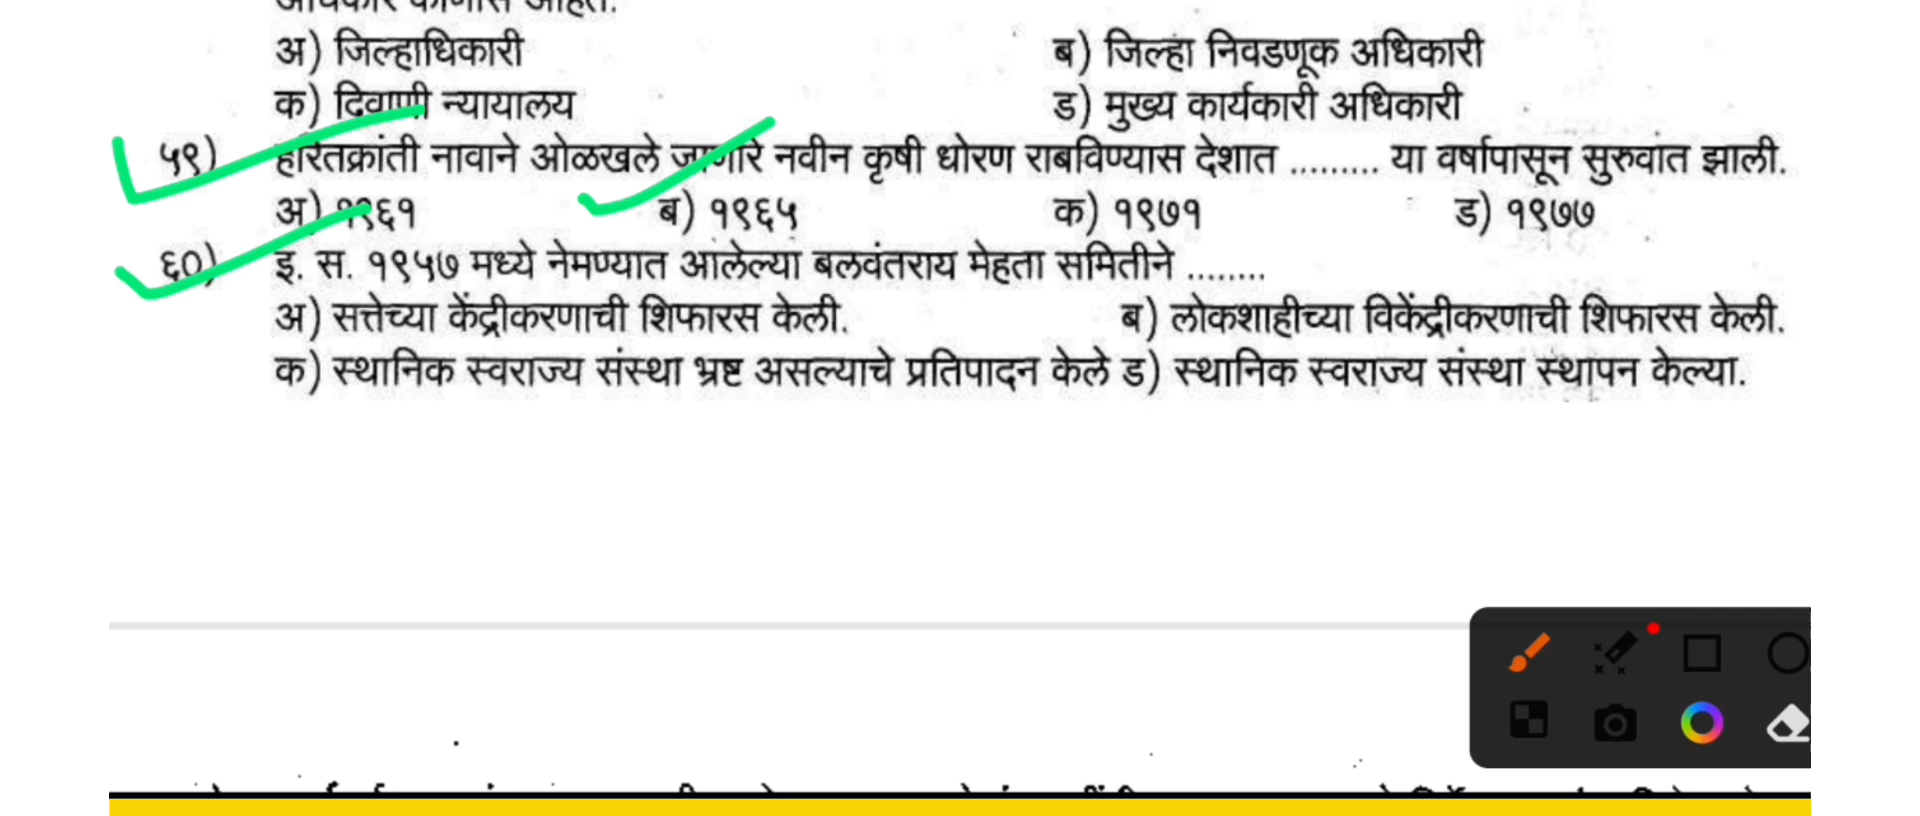 अ) जिल्हाधिकारी ब) जिल्हा निवडणूक अधिकारी
क) दिवाणी न्यायालय ड) मुख्य कार्यकारी अधिकारी
५९) हरितक्रांती नावाने ओळखले जाणारे नवीन कृषी धोरण राबविण्यास देशात ......... या वर्षापासून सुरुवात झाली.
अ) १९६१ ब) १९६५ क) १९७१ ड) १९७७
६०) इ. स. १९५७ मध्ये नेमण्यात आलेल्या बलवंतराय मेहता समितीने ........
अ) सत्तेच्या केंद्रीकरणाची शिफारस केली. ब) लोकशाहीच्या विकेंद्रीकरणाची शिफारस केली.
क) स्थानिक स्वराज्य संस्था भ्रष्ट असल्याचे प्रतिपादन केले ड) स्थानिक स्वराज्य संस्था स्थापन केल्या.